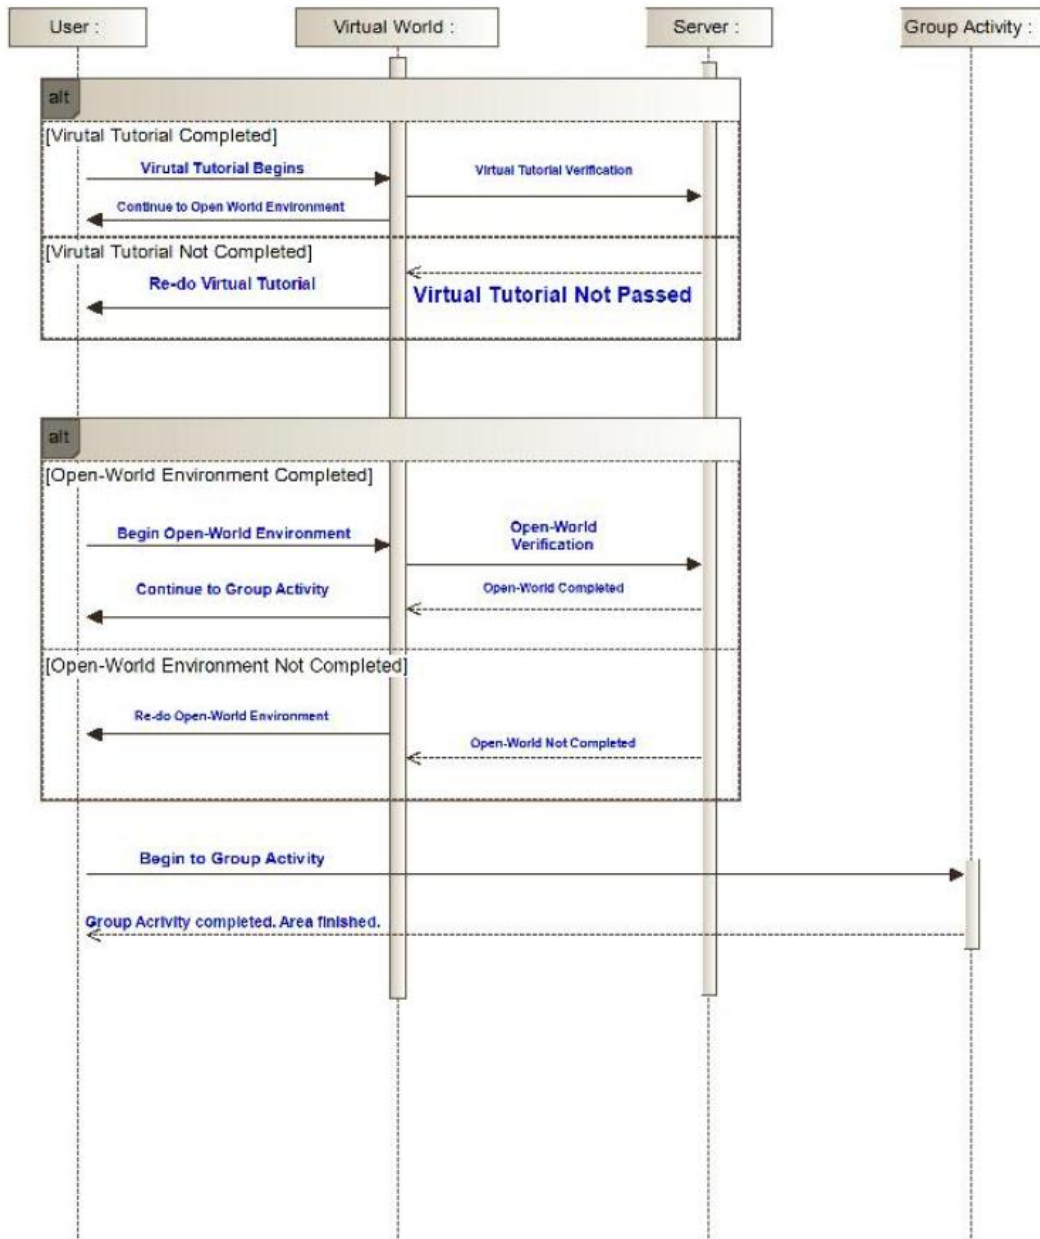 User :
Virtual World :
Server :
Group Activity :
alt
[Virutal Tutorial Completed]
Virutal Tutorial Begins
Virtual Tutorial Verification
Continue to Open World Environment
[Virutal Tutorial Not Completed]
Re-do Virtual Tutorial
Virtual Tutorial Not Passed
alt
[Open-World Environment Completed]
Begin Open-World Environment
Open-World
Verification
Continue to Group Activity
Open-World Completed
[Open-World Environment Not Completed]
Re-do Open-World Environment
Open-World Not Completed
Begin to Group Activity
Group Acrivity completed. Area finished.